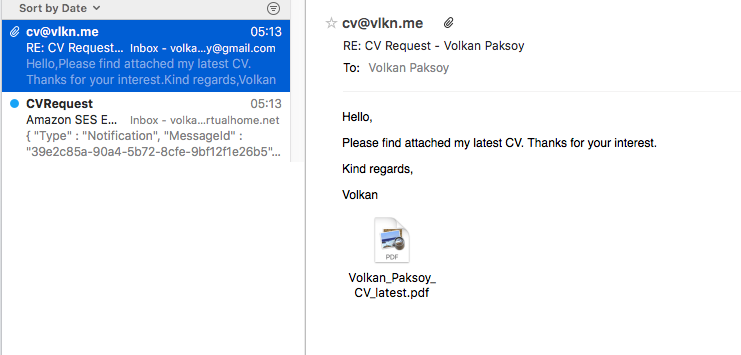 Sort by Date
cv@vlkn.me 05:13
RE: CV Request... Inbox - volka...y@gmail.com
Hello,Please find attached my latest CV.
Thanks for your interest.Kind regards,Volkan
CVRequest 05:13
Amazon SES E... Inbox - volka...rtualhome.net
{ "Type" : "Notification", "MessageId" :
"39e2c85a-90a4-5b72-8cfe-9bf12f1e26b5"...
cv@vlkn.me
RE: CV Request - Volkan Paksoy
To: Volkan Paksoy
Hello,
Please find attached my latest CV. Thanks for your interest.
Kind regards,
Volkan
PDF
Volkan_Paksoy_
CV_latest.pdf